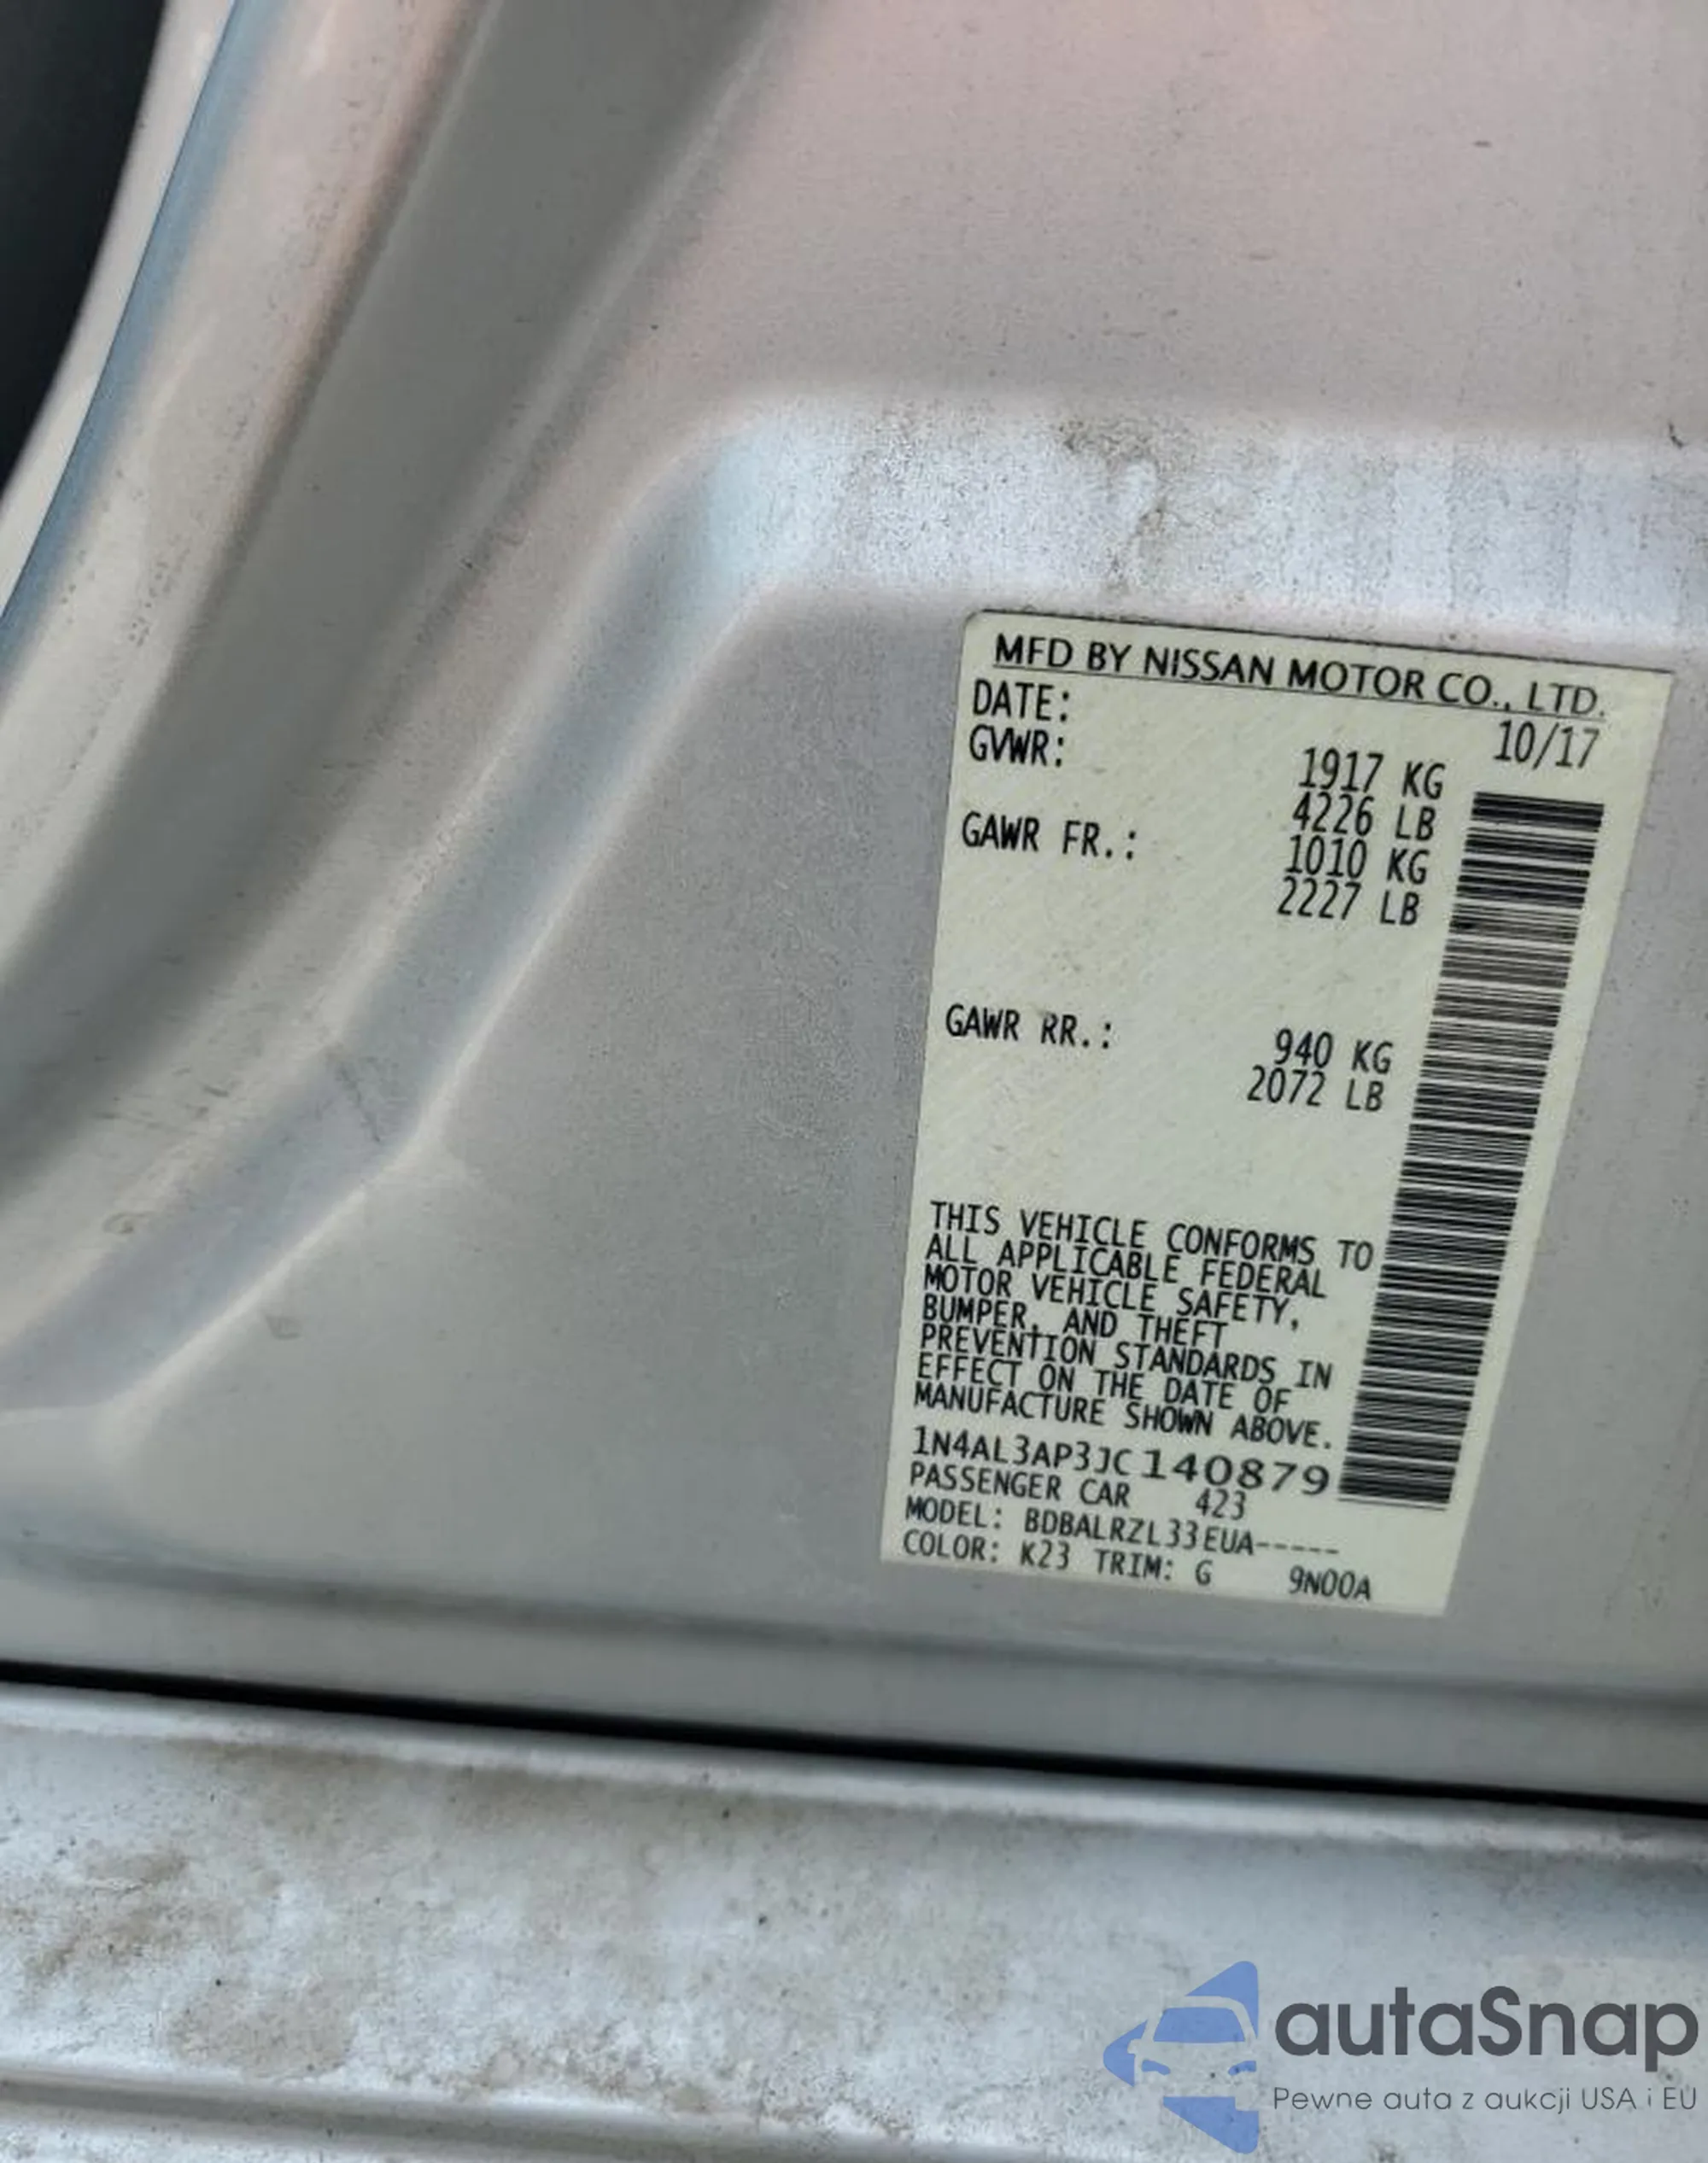 MFD BY NISSAN MOTOR CO., LTD.
DATE: 10/17
GVWR: 1917 KG
4226 LB
GAWR FR.: 1010 KG
2227 LB
GAWR RR.: 940 KG
2072 LB
THIS VEHICLE CONFORMS TO
ALL APPLICABLE FEDERAL
MOTOR VEHICLE SAFETY,
BUMPER, AND THEFT
PREVENTION STANDARDS IN
EFFECT ON THE DATE OF
MANUFACTURE SHOWN ABOVE.
1N4AL3AP3JC140879
PASSENGER CAR 423
MODEL: BDBALRZL33EUA-----
COLOR: K23 TRIM: G 9N00A
autaSnap
Pewne auta z aukcji USA i EU